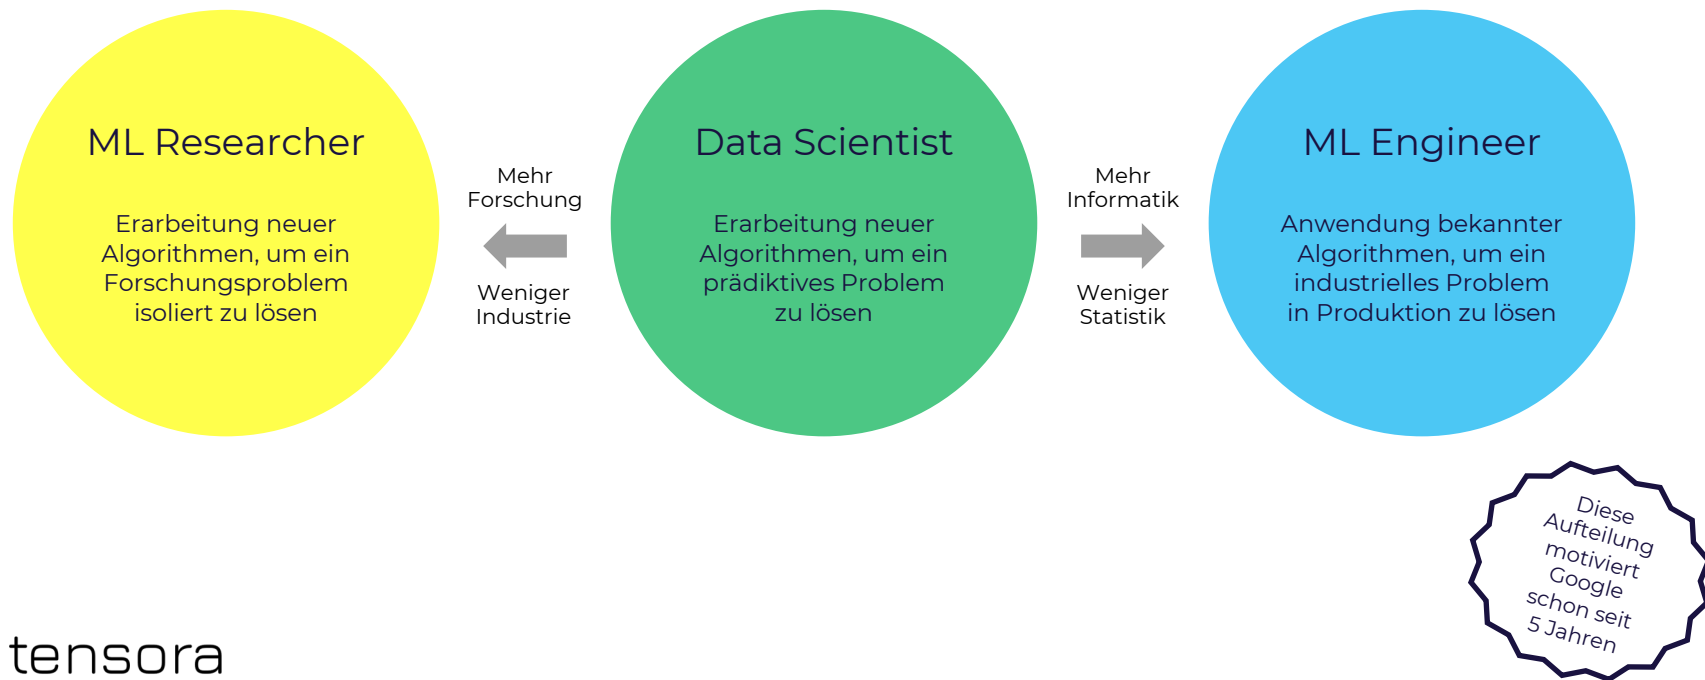 ML Researcher
Erarbeitung neuer
Algorithmen, um ein
Forschungsproblem
isoliert zu lösen
Mehr
Forschung
Weniger
Industrie
Data Scientist
Erarbeitung neuer
Algorithmen, um ein
prädiktives Problem
zu lösen
Mehr
Informatik
Weniger
Statistik
ML Engineer
Anwendung bekannter
Algorithmen, um ein
industrielles Problem
in Produktion zu lösen
Diese
Aufteilung
motiviert
Google
schon seit
5 Jahren
tensora